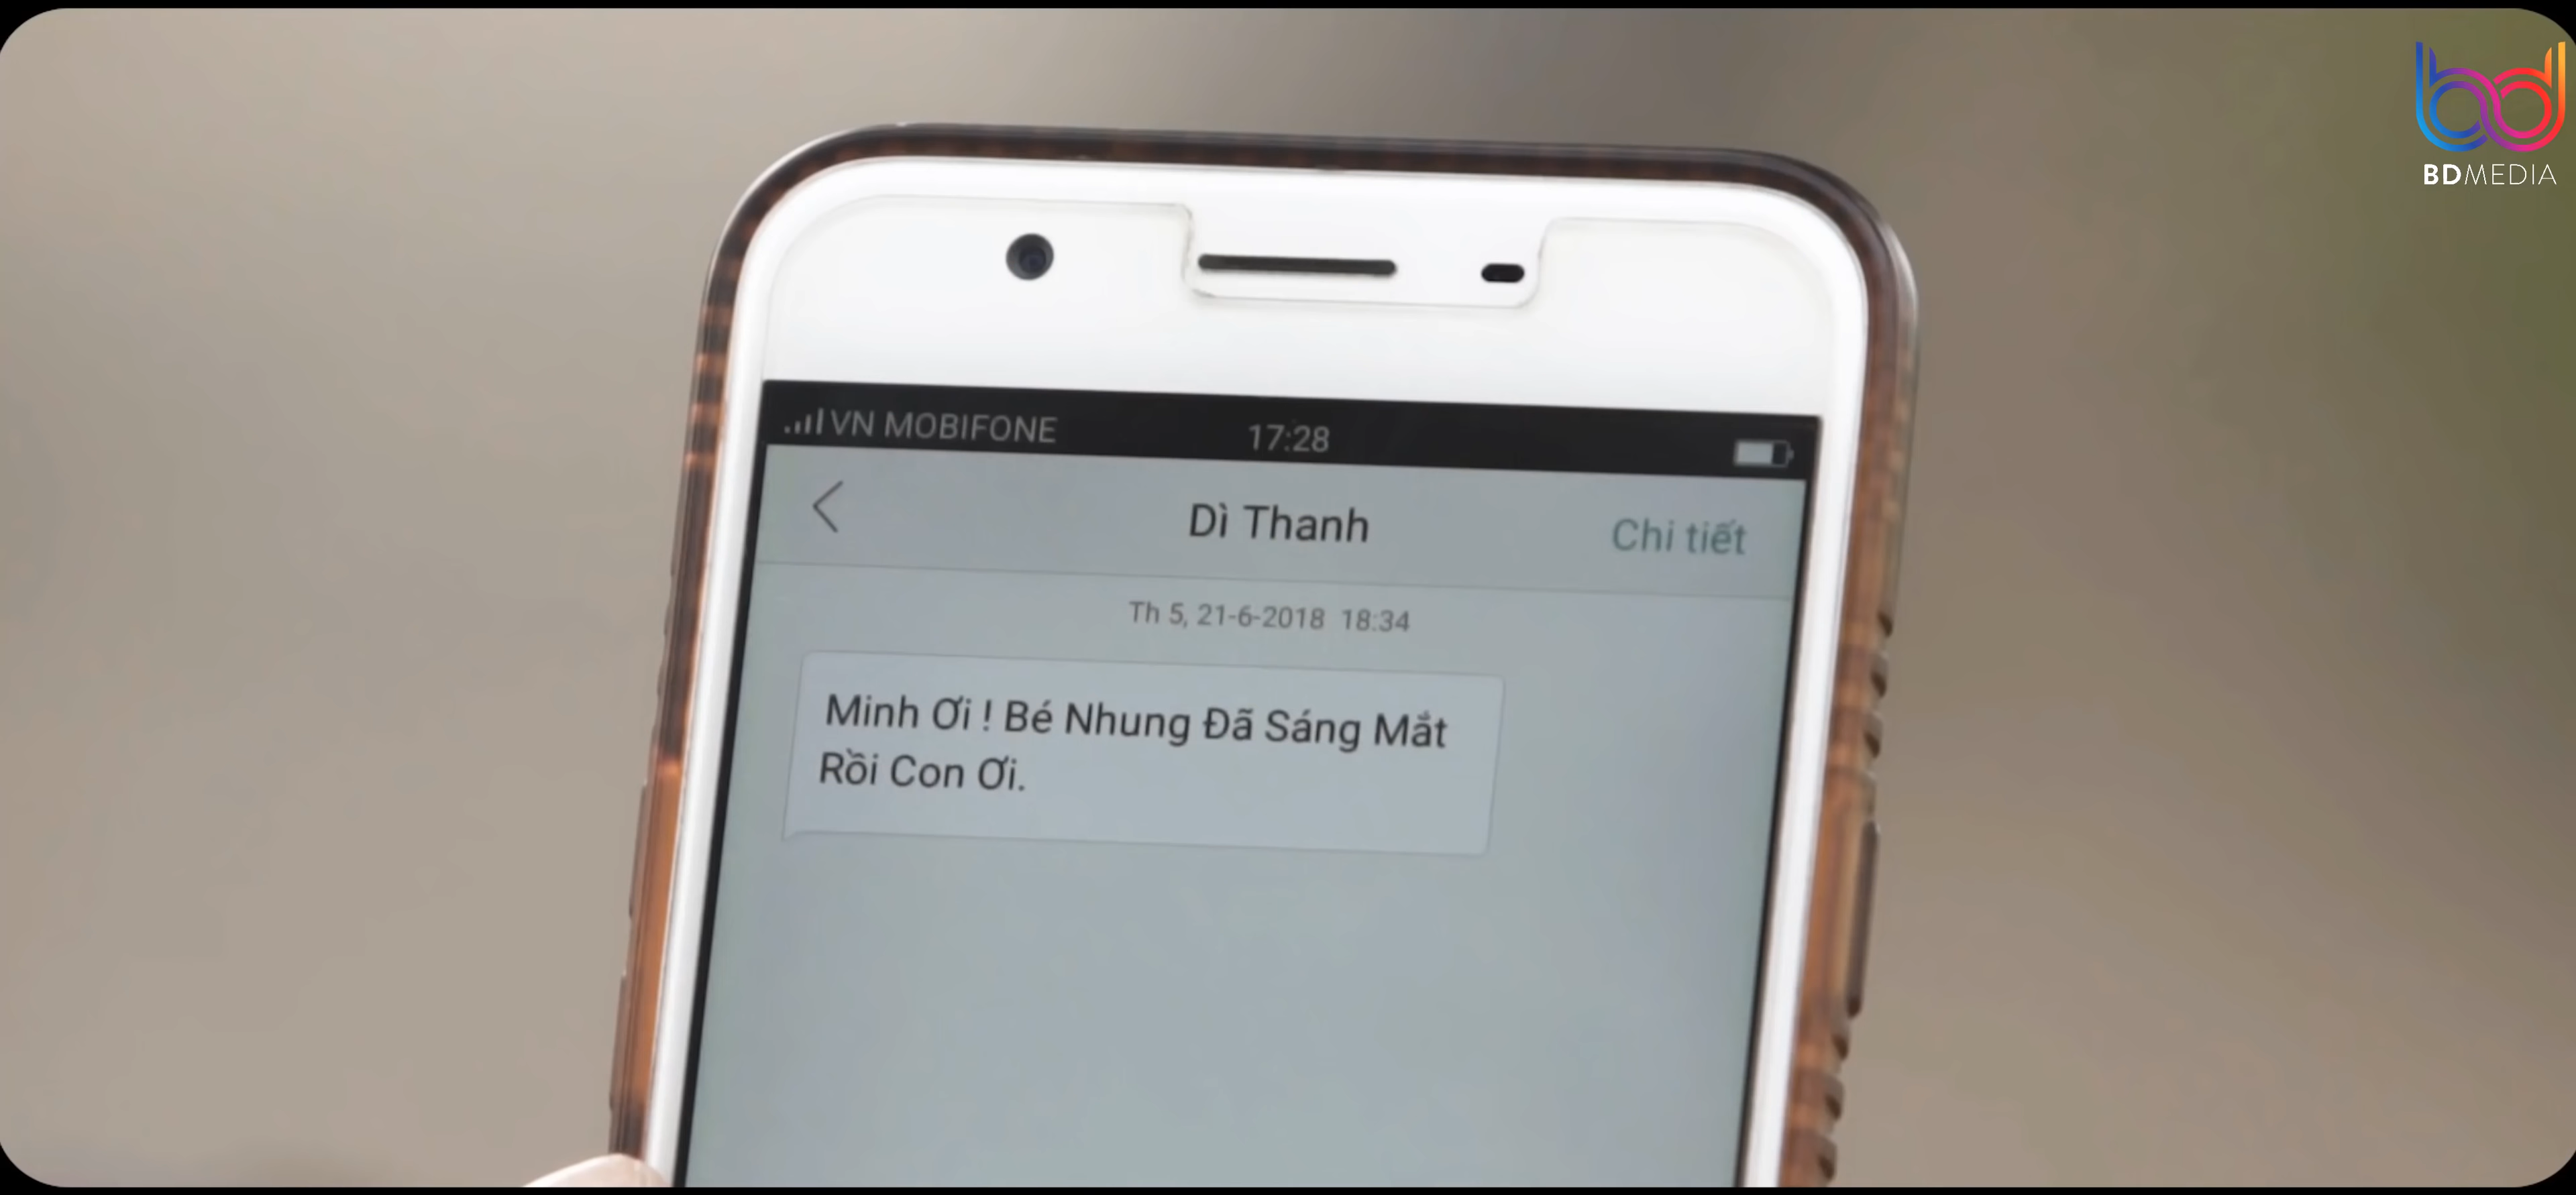 bd
BDMEDIA
VN MOBIFONE 17:28
Dì Thanh Chi tiết
Th 5, 21-6-2018 18:34
Minh Ơi ! Bé Nhung Đã Sáng Mắt
Rồi Con Ơi.